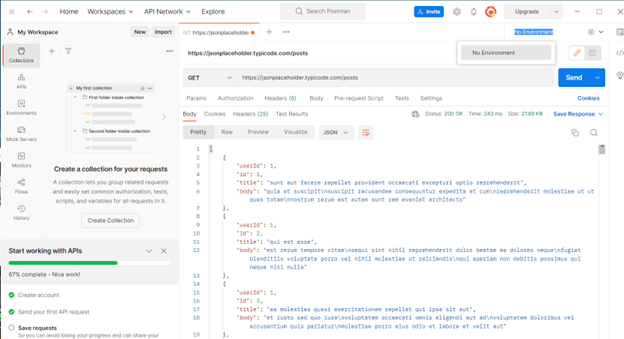 Home Workspaces API Network Explore Search Postman Invite Upgrade
My Workspace New Import GET https://jsonplaceholder No Environment
No Environment
https://jsonplaceholder.typicode.com/posts
Collections
APIs
Environments
Mock Servers
Monitors
Flows
History
My first collection
First folder inside collection
Second folder inside collection
Create a collection for your requests
A collection lets you group related requests and
easily set common authorization, tests,
scripts, and variables for all requests in it.
Create Collection
Start working with APIs
67% complete - Nice work!
Create account
Send your first API request
Save requests
So you can avoid losing your progress and can share your
GET https://jsonplaceholder.typicode.com/posts Send
Params Authorization Headers (6) Body Pre-request Script Tests Settings Cookies
Body Cookies Headers (25) Test Results Status: 200 OK Time: 243 ms Size: 27.89 KB Save Response
Pretty Raw Preview Visualize JSON
1 [
2 {
3 "userId": 1,
4 "id": 1,
5 "title": "sunt aut facere repellat provident occaecati excepturi optio reprehenderit",
6 "body": "quia et suscipit\nsuscipit recusandae consequuntur expedita et cum\nreprehenderit molestiae ut ut
quas totam\nnostrum rerum est autem sunt rem eveniet architecto"
7 },
8 {
9 "userId": 1,
10 "id": 2,
11 "title": "qui est esse",
12 "body": "est rerum tempore vitae\nsequi sint nihil reprehenderit dolor beatae ea dolores neque\nfugiat
blanditiis voluptate porro vel nihil molestiae ut reiciendis\nqui aperiam non debitis possimus qui
neque nisi nulla"
13 },
14 {
15 "userId": 1,
16 "id": 3,
17 "title": "ea molestias quasi exercitationem repellat qui ipsa sit aut",
18 "body": "et iusto sed quo iure\nvoluptatem occaecati omnis eligendi aut ad\nvoluptatem doloribus vel
accusantium quis pariatur\nmolestiae porro eius odio et labore et velit aut"
19 },